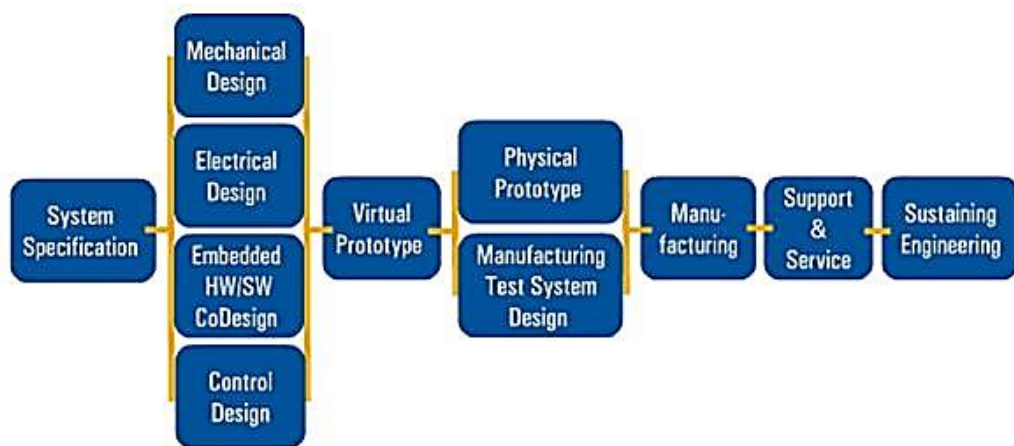 System
Specification
Mechanical
Design
Electrical
Design
Embedded
HW/SW
CoDesign
Control
Design
Virtual
Prototype
Physical
Prototype
Manufacturing
Test System
Design
Manu-
facturing
Support
&
Service
Sustaining
Engineering